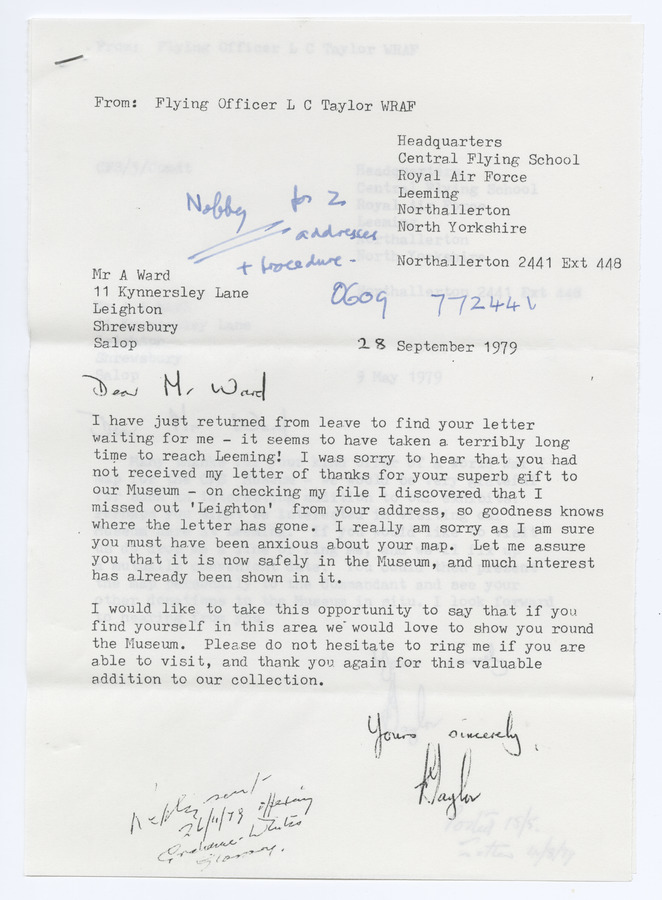 From: Flying Officer L C Taylor WRAF
Headquarters
Central Flying School
Royal Air Force
Leeming
Northallerton
North Yorkshire
Northallerton 2441 Ext 448
Nobby for 2
addresses
+ procedure -
0609 772441
Mr A Ward
11 Kynnersley Lane
Leighton
Shrewsbury
Salop
28 September 1979
Dear Mr Ward
I have just returned from leave to find your letter
waiting for me - it seems to have taken a terribly long
time to reach Leeming! I was sorry to hear that you had
not received my letter of thanks for your superb gift to
our Museum - on checking my file I discovered that I
missed out 'Leighton' from your address, so goodness knows
where the letter has gone. I really am sorry as I am sure
you must have been anxious about your map. Let me assure
you that it is now safely in the Museum, and much interest
has already been shown in it.
I would like to take this opportunity to say that if you
find yourself in this area we would love to show you round
the Museum. Please do not hesitate to ring me if you are
able to visit, and thank you again for this valuable
addition to our collection.
Yours sincerely,
Taylor
sent
26/11/79 offering
Grahame-White's